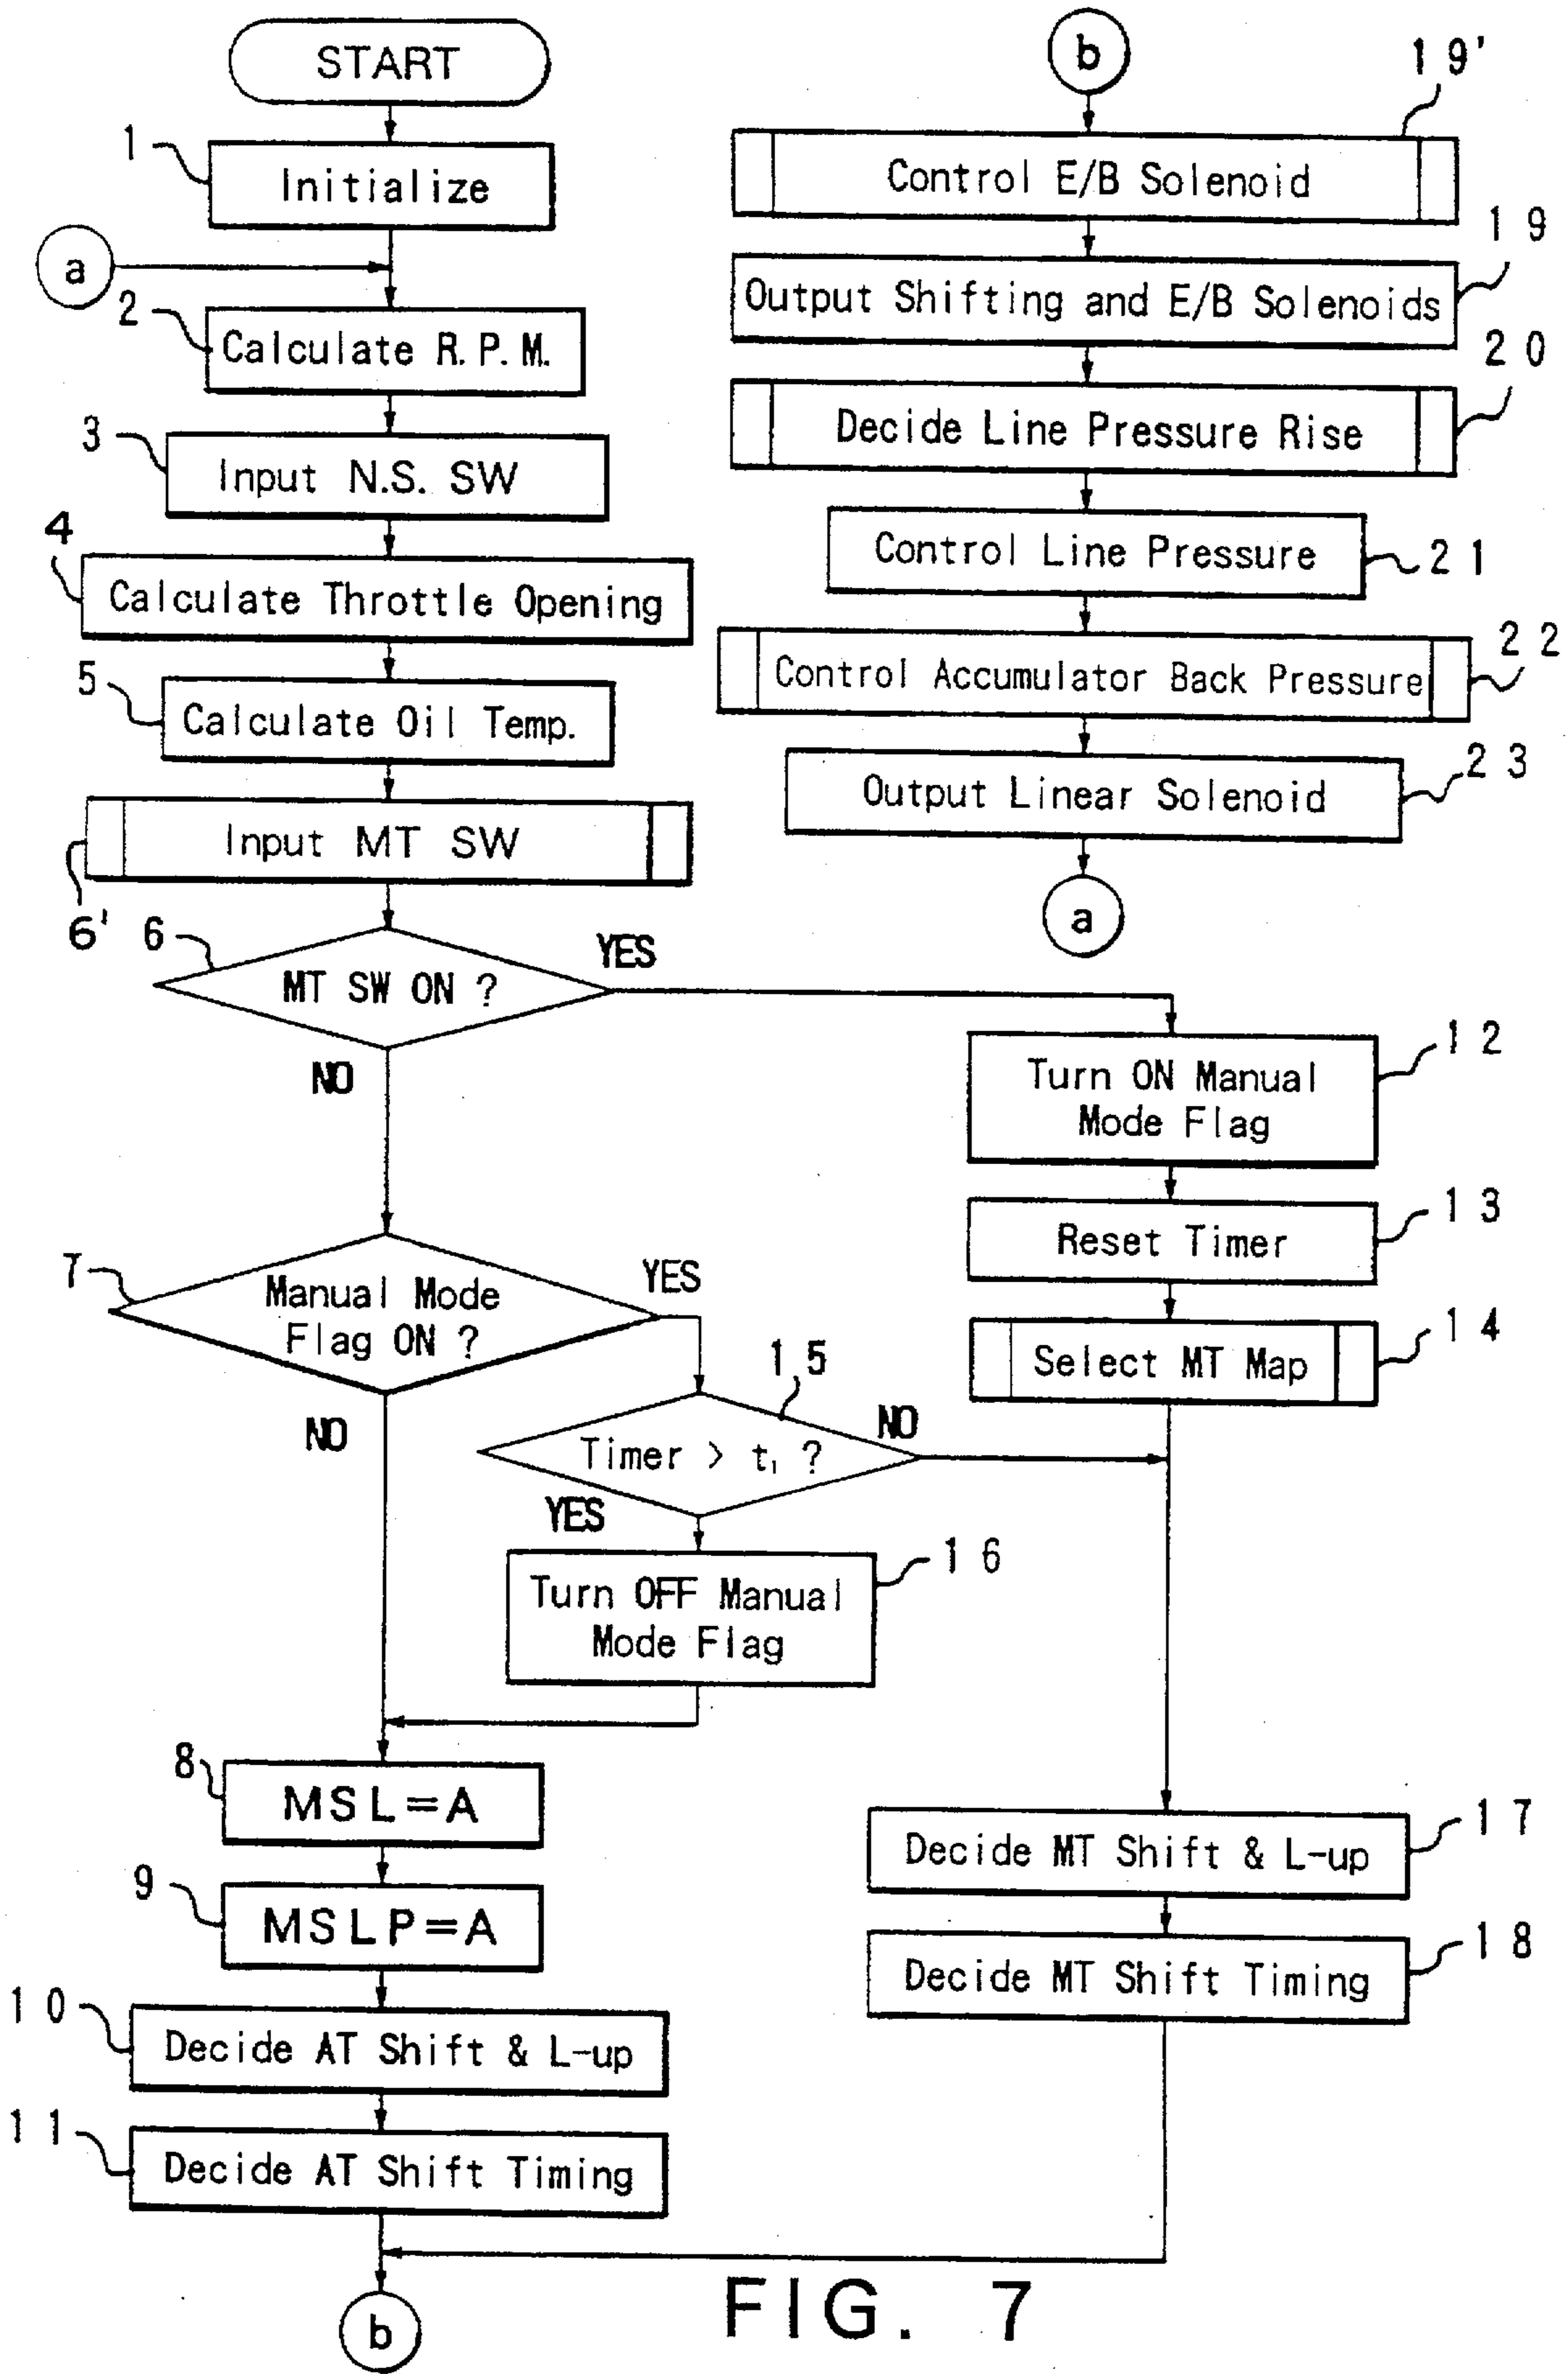 START
1
Initialize
a
2
Calculate R.P.M.
3
Input N.S. SW
4
Calculate Throttle Opening
5
Calculate Oil Temp.
Input MT SW
6'
6
MT SW ON ?
YES
NO
7
Manual Mode
Flag ON ?
YES
NO
15
Timer > t₁ ?
NO
YES
16
Turn OFF Manual
Mode Flag
8
MSL=A
9
MSLP=A
10
Decide AT Shift & L-up
11
Decide AT Shift Timing
b
12
Turn ON Manual
Mode Flag
13
Reset Timer
14
Select MT Map
17
Decide MT Shift & L-up
18
Decide MT Shift Timing
b
19'
Control E/B Solenoid
19
Output Shifting and E/B Solenoids
20
Decide Line Pressure Rise
21
Control Line Pressure
22
Control Accumulator Back Pressure
23
Output Linear Solenoid
a
FIG. 7